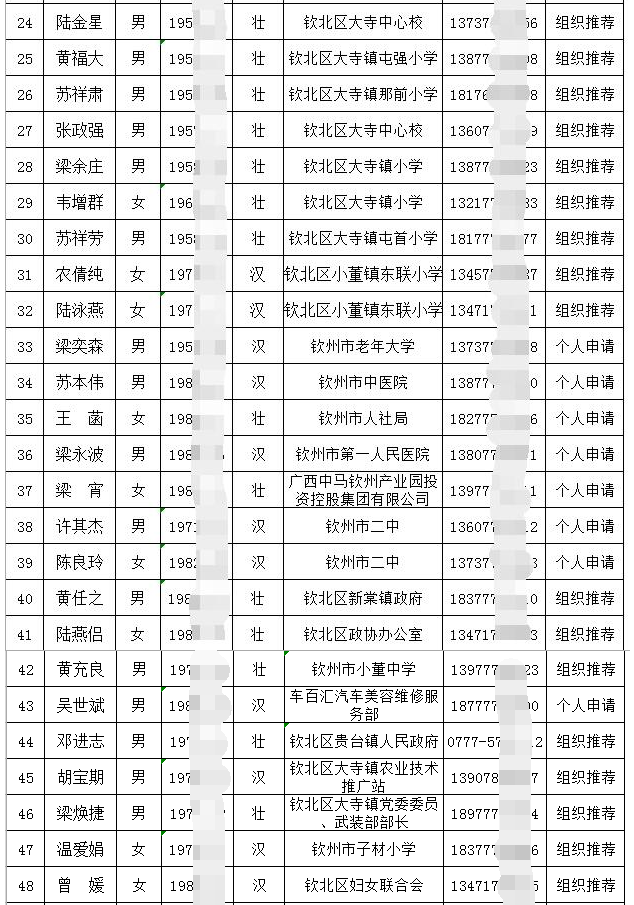 24 陆金星 男 195 壮 钦北区大寺中心校 13737 56 组织推荐
25 黄福大 男 195 壮 钦北区大寺镇屯强小学 13877 08 组织推荐
26 苏祥肃 男 195 壮 钦北区大寺镇那前小学 18176 8 组织推荐
27 张政强 男 195 壮 钦北区大寺中心校 13607 9 组织推荐
28 梁余庄 男 195 壮 钦北区大寺镇小学 13877 23 组织推荐
29 韦增群 女 196 壮 钦北区大寺镇小学 132177 33 组织推荐
30 苏祥劳 男 195 壮 钦北区大寺镇屯首小学 18177 77 组织推荐
31 农倩纯 女 197 汉 钦北区小董镇东联小学 13457 37 组织推荐
32 陆泳燕 女 197 汉 钦北区小董镇东联小学 13471 1 组织推荐
33 梁奕森 男 195 汉 钦州市老年大学 13737 8 个人申请
34 苏本伟 男 198 汉 钦州市中医院 13877 0 个人申请
35 王 菡 女 198 壮 钦州市人社局 18277 6 个人申请
36 梁永波 男 198 汉 钦州市第一人民医院 13807 1 个人申请
37 梁 宵 女 198 壮 广西中马钦州产业园投
资控股集团有限公司 13977 1 个人申请
38 许其杰 男 197 汉 钦州市二中 13607 12 个人申请
39 陈良玲 女 198 汉 钦州市二中 13737 3 个人申请
40 黄任之 男 198 壮 钦北区新棠镇政府 183777 10 组织推荐
41 陆燕侣 女 198 壮 钦北区政协办公室 134717 3 组织推荐
42 黄充良 男 197 壮 钦州市小董中学 139777 23 组织推荐
43 吴世斌 男 198 汉 车百汇汽车美容维修服
务部 187777 00 个人申请
44 邓进志 男 197 壮 钦北区贵台镇人民政府 0777-57 12 组织推荐
45 胡宝期 男 197 汉 钦北区大寺镇农业技术
推广站 139078 7 组织推荐
46 梁焕捷 男 197 壮 钦北区大寺镇党委委员
、武装部部长 189777 4 组织推荐
47 温爱娟 女 197 汉 钦州市子材小学 183777 6 组织推荐
48 曾 媛 女 198 汉 钦北区妇女联合会 134717 5 组织推荐